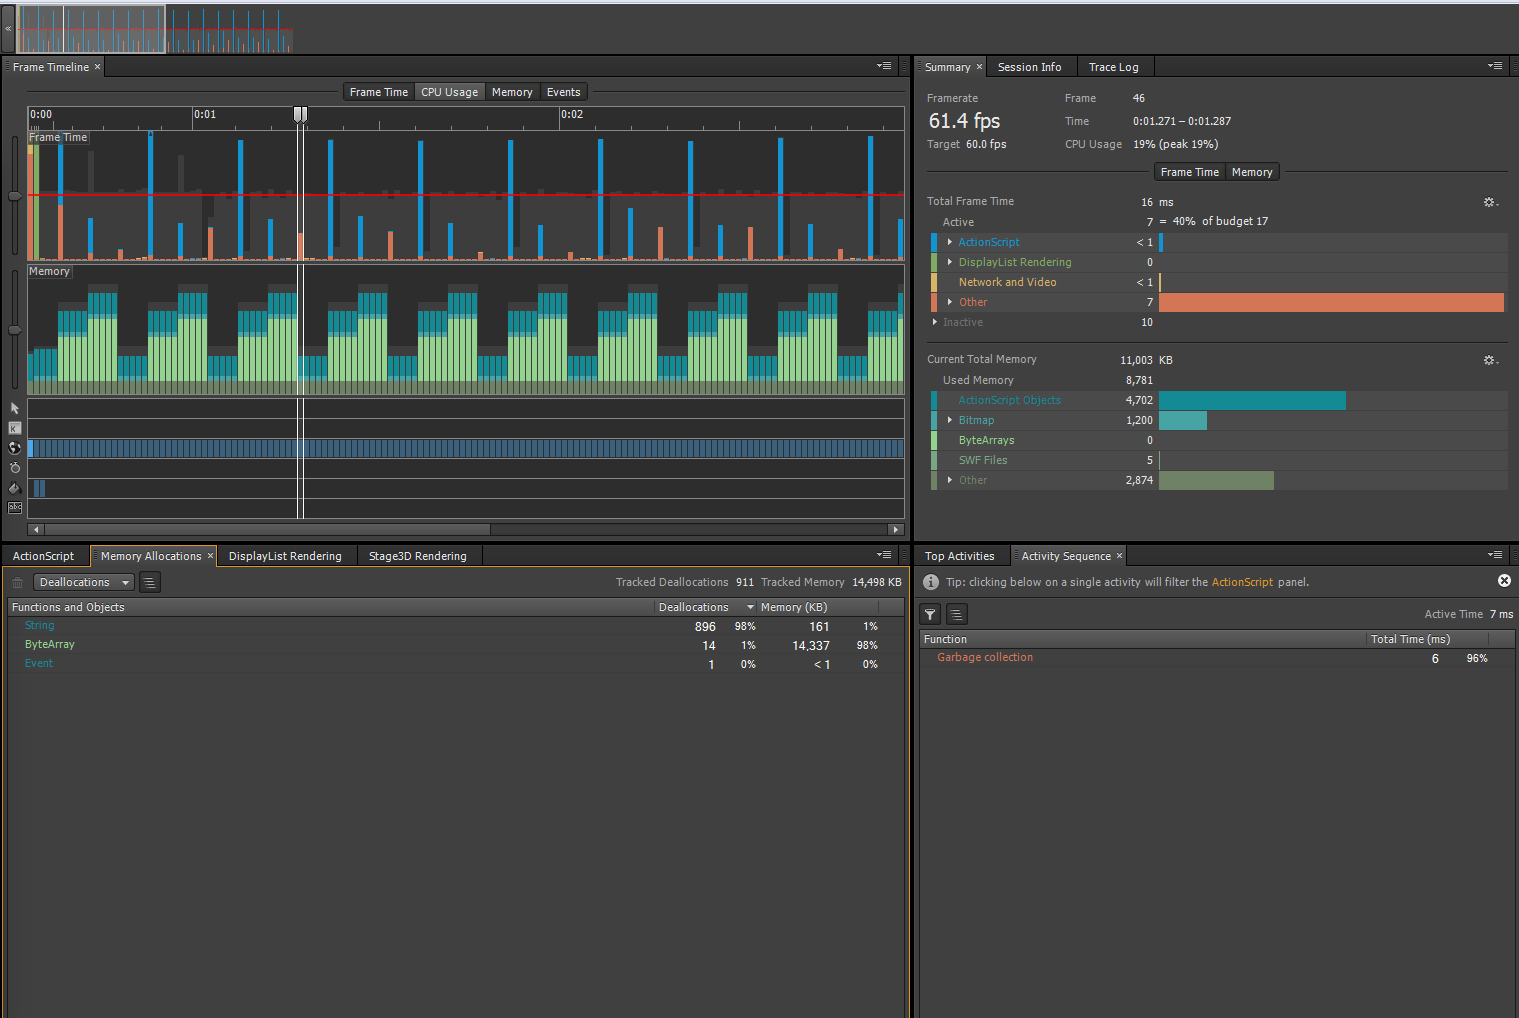 «
Frame Timeline ×
Frame Time CPU Usage Memory Events
0:00 0:01 0:02
Frame Time
Memory
abc
ActionScript Memory Allocations × DisplayList Rendering Stage3D Rendering
Deallocations Tracked Deallocations 911 Tracked Memory 14,498 KB
Functions and Objects Deallocations Memory (KB)
String 896 98% 161 1%
ByteArray 14 1% 14,337 98%
Event 1 0% < 1 0%
Summary × Session Info Trace Log
Framerate Frame 46
61.4 fps Time 0:01.271 – 0:01.287
Target 60.0 fps CPU Usage 19% (peak 19%)
Frame Time Memory
Total Frame Time 16 ms
Active 7 = 40% of budget 17
ActionScript < 1
DisplayList Rendering 0
Network and Video < 1
Other 7
Inactive 10
Current Total Memory 11,003 KB
Used Memory 8,781
ActionScript Objects 4,702
Bitmap 1,200
ByteArrays 0
SWF Files 5
Other 2,874
Top Activities Activity Sequence ×
Tip: clicking below on a single activity will filter the ActionScript panel.
Active Time 7 ms
Function Total Time (ms)
Garbage collection 6 96%